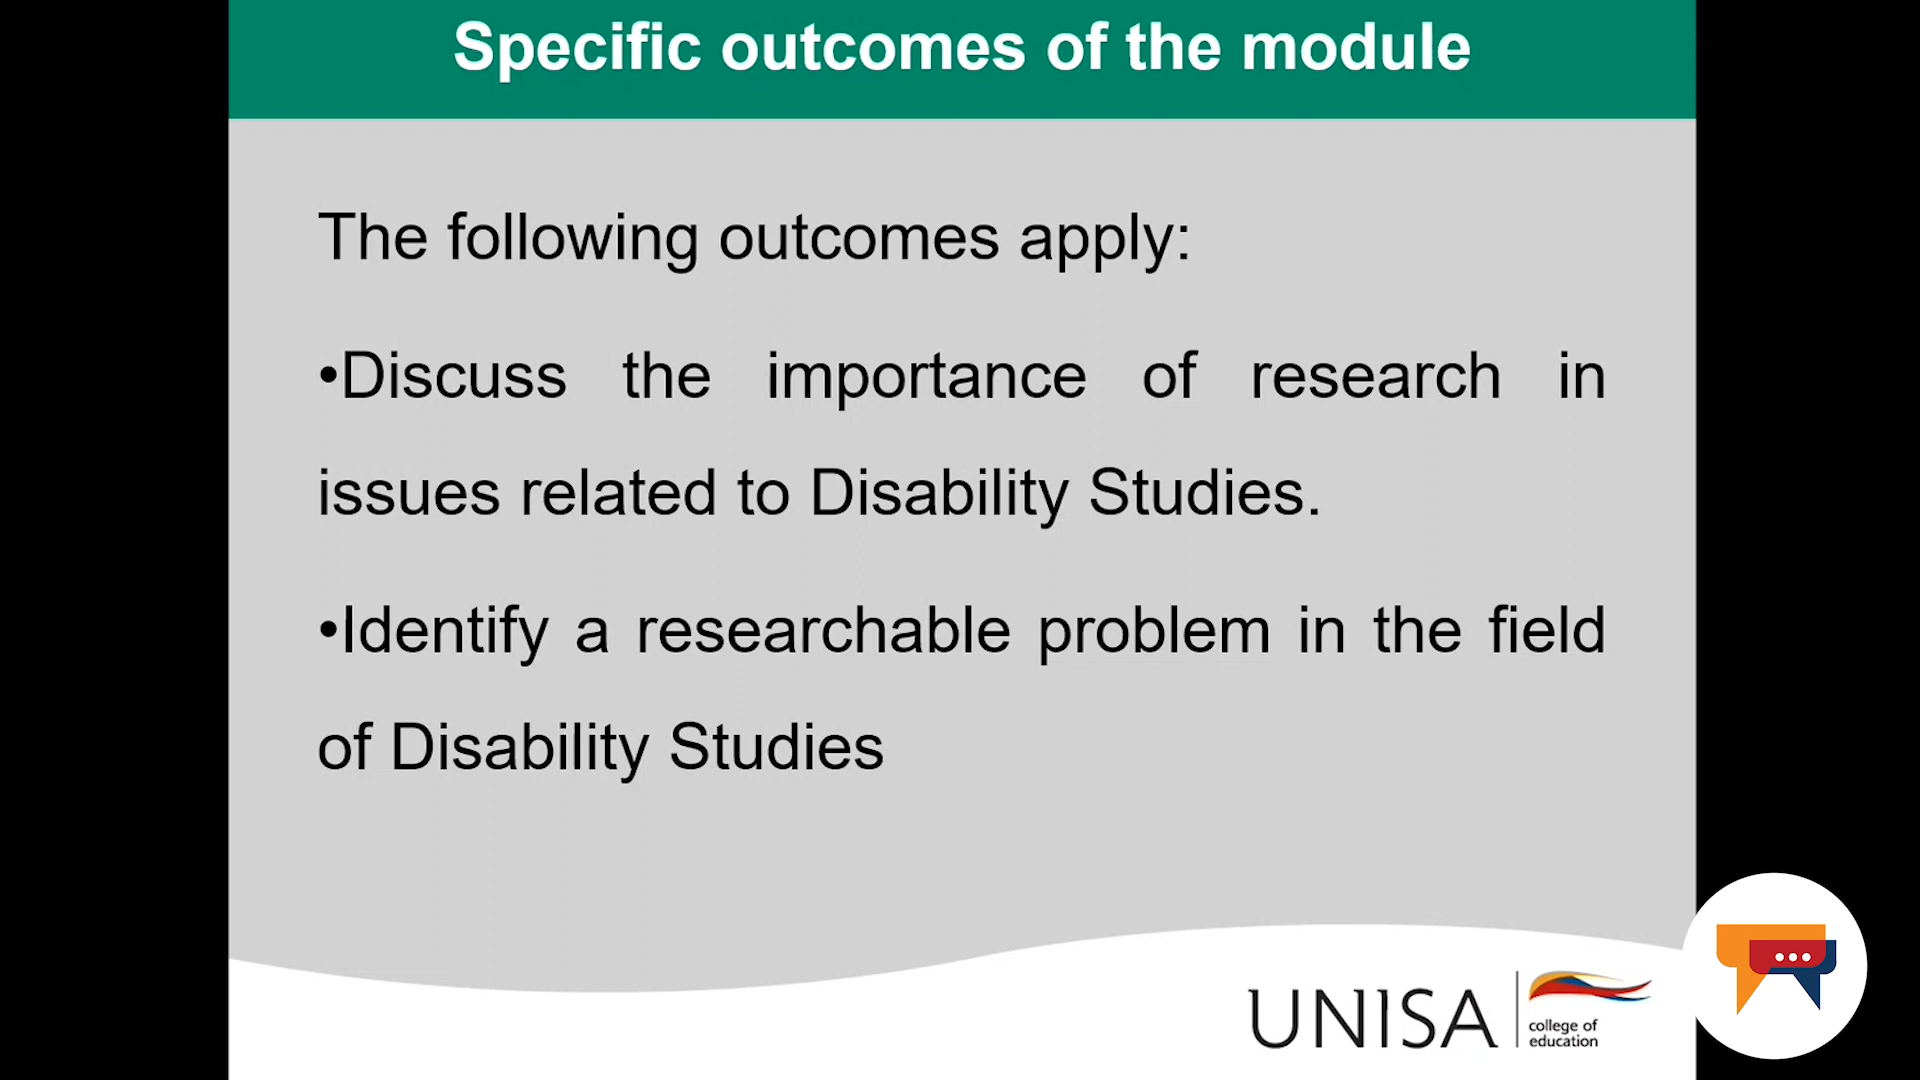 Specific outcomes of the module
The following outcomes apply:
•Discuss the importance of research in
issues related to Disability Studies.
•Identify a researchable problem in the field
of Disability Studies
UNISA
college of
education